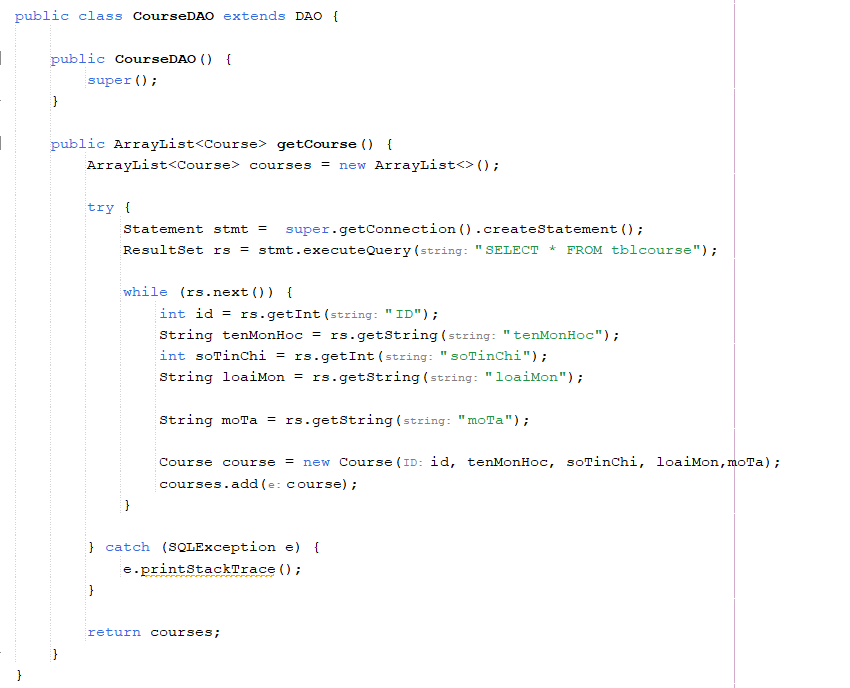 public class CourseDAO extends DAO {
public CourseDAO() {
super();
}
public ArrayList<Course> getCourse() {
ArrayList<Course> courses = new ArrayList<>();
try {
Statement stmt =  super.getConnection().createStatement();
ResultSet rs = stmt.executeQuery(string: "SELECT * FROM tblcourse");
while (rs.next()) {
int id = rs.getInt(string: "ID");
String tenMonHoc = rs.getString(string: "tenMonHoc");
int soTinChi = rs.getInt(string: "soTinChi");
String loaiMon = rs.getString(string: "loaiMon");
String moTa = rs.getString(string: "moTa");
Course course = new Course(ID: id, tenMonHoc, soTinChi, loaiMon,moTa);
courses.add(e: course);
}
} catch (SQLException e) {
e.printStackTrace();
}
return courses;
}
}